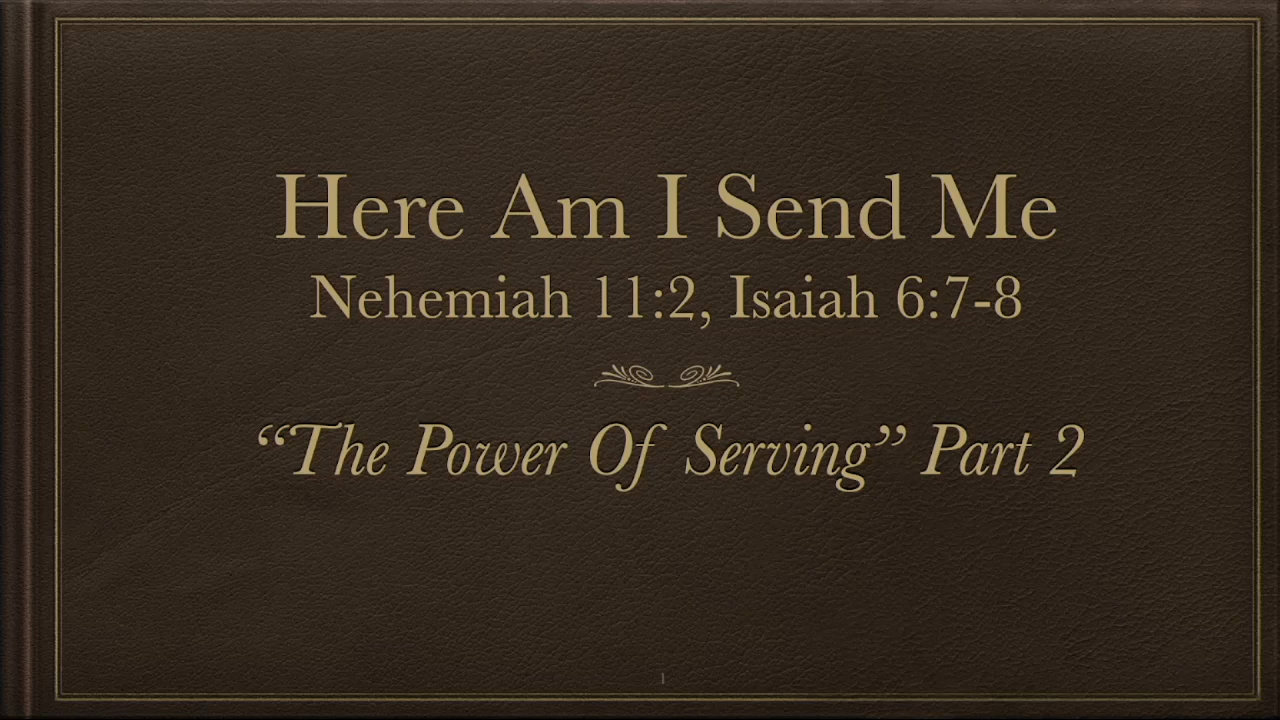 Here Am I Send Me
Nehemiah 11:2, Isaiah 6:7-8
“The Power Of Serving” Part 2
1